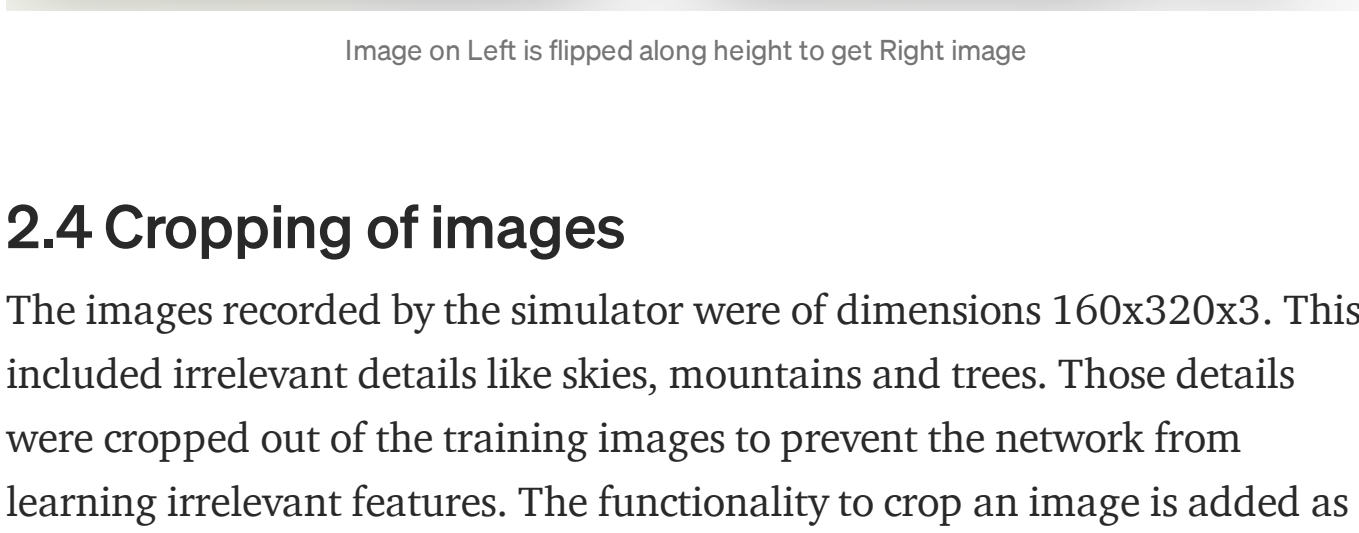 Image on Left is flipped along height to get Right image
2.4 Cropping of images
The images recorded by the simulator were of dimensions 160x320x3. This
included irrelevant details like skies, mountains and trees. Those details
were cropped out of the training images to prevent the network from
learning irrelevant features. The functionality to crop an image is added as